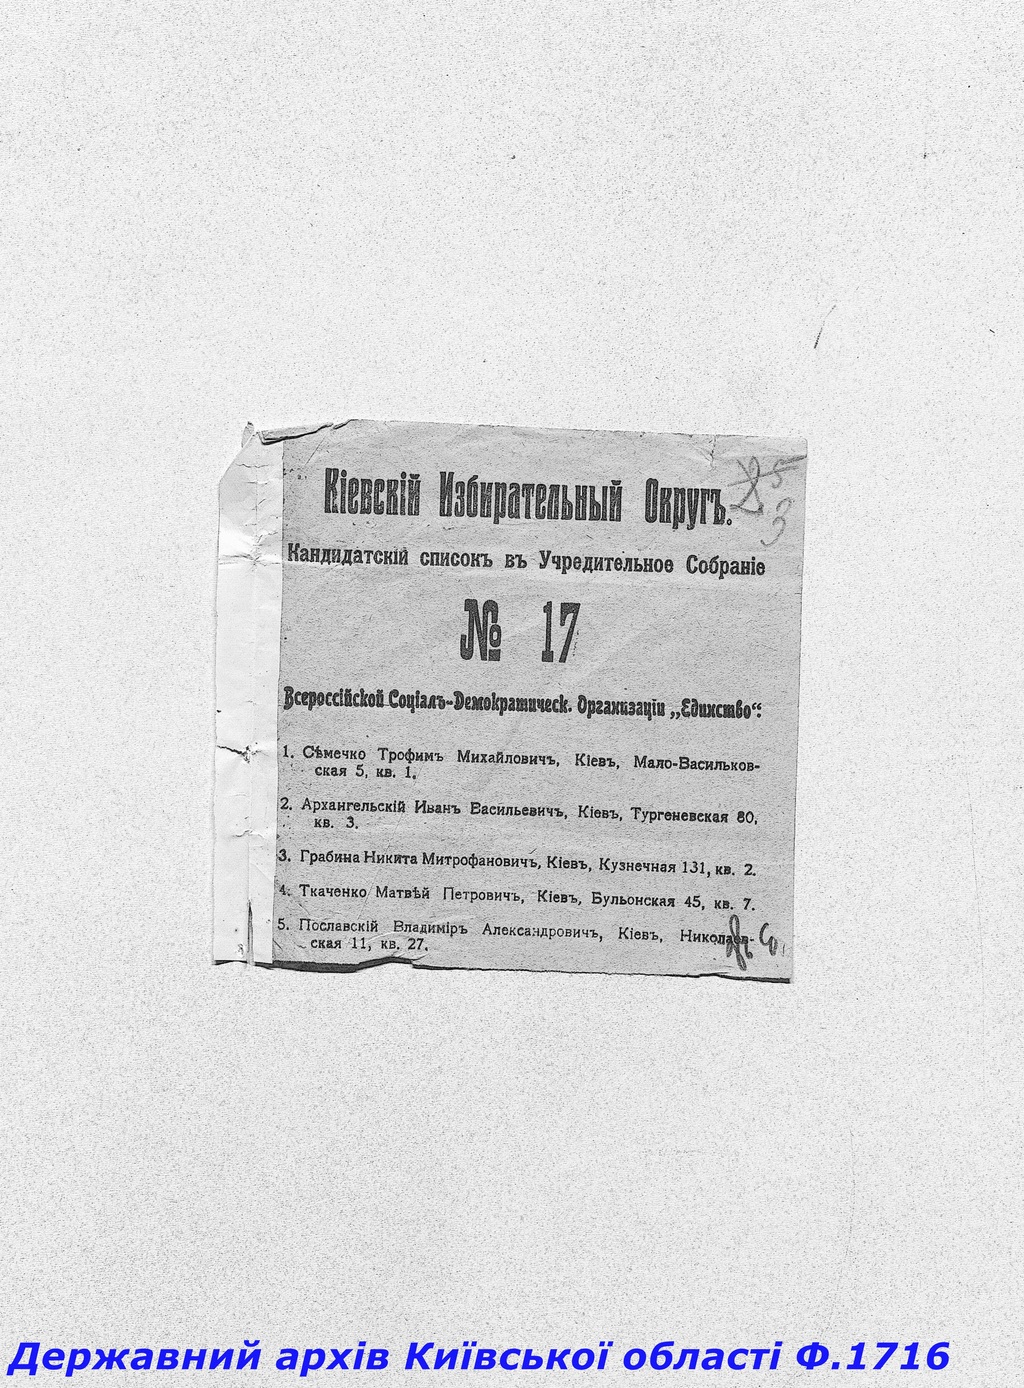 Кіевскій Избирательный Округъ.
5
3
Кандидатскій списокъ въ Учредительное Собраніе
№ 17
Всероссійской Соціалъ-Демократическ. Организаціи „Единство“.
1. Сѣмечко Трофимъ Михайловичъ, Кіевъ, Мало-Васильков-
ская 5, кв. 1.
2. Архангельскій Иванъ Васильевичъ, Кіевъ, Тургеневская 80,
кв. 3.
3. Грабина Никита Митрофановичъ, Кіевъ, Кузнечная 131, кв. 2.
4. Ткаченко Матвѣй Петровичъ, Кіевъ, Бульонская 45, кв. 7.
5. Пославскій Владиміръ Александровичъ, Кіевъ, Николаев-
ская 11, кв. 27.
Державний архів Київської області Ф.1716